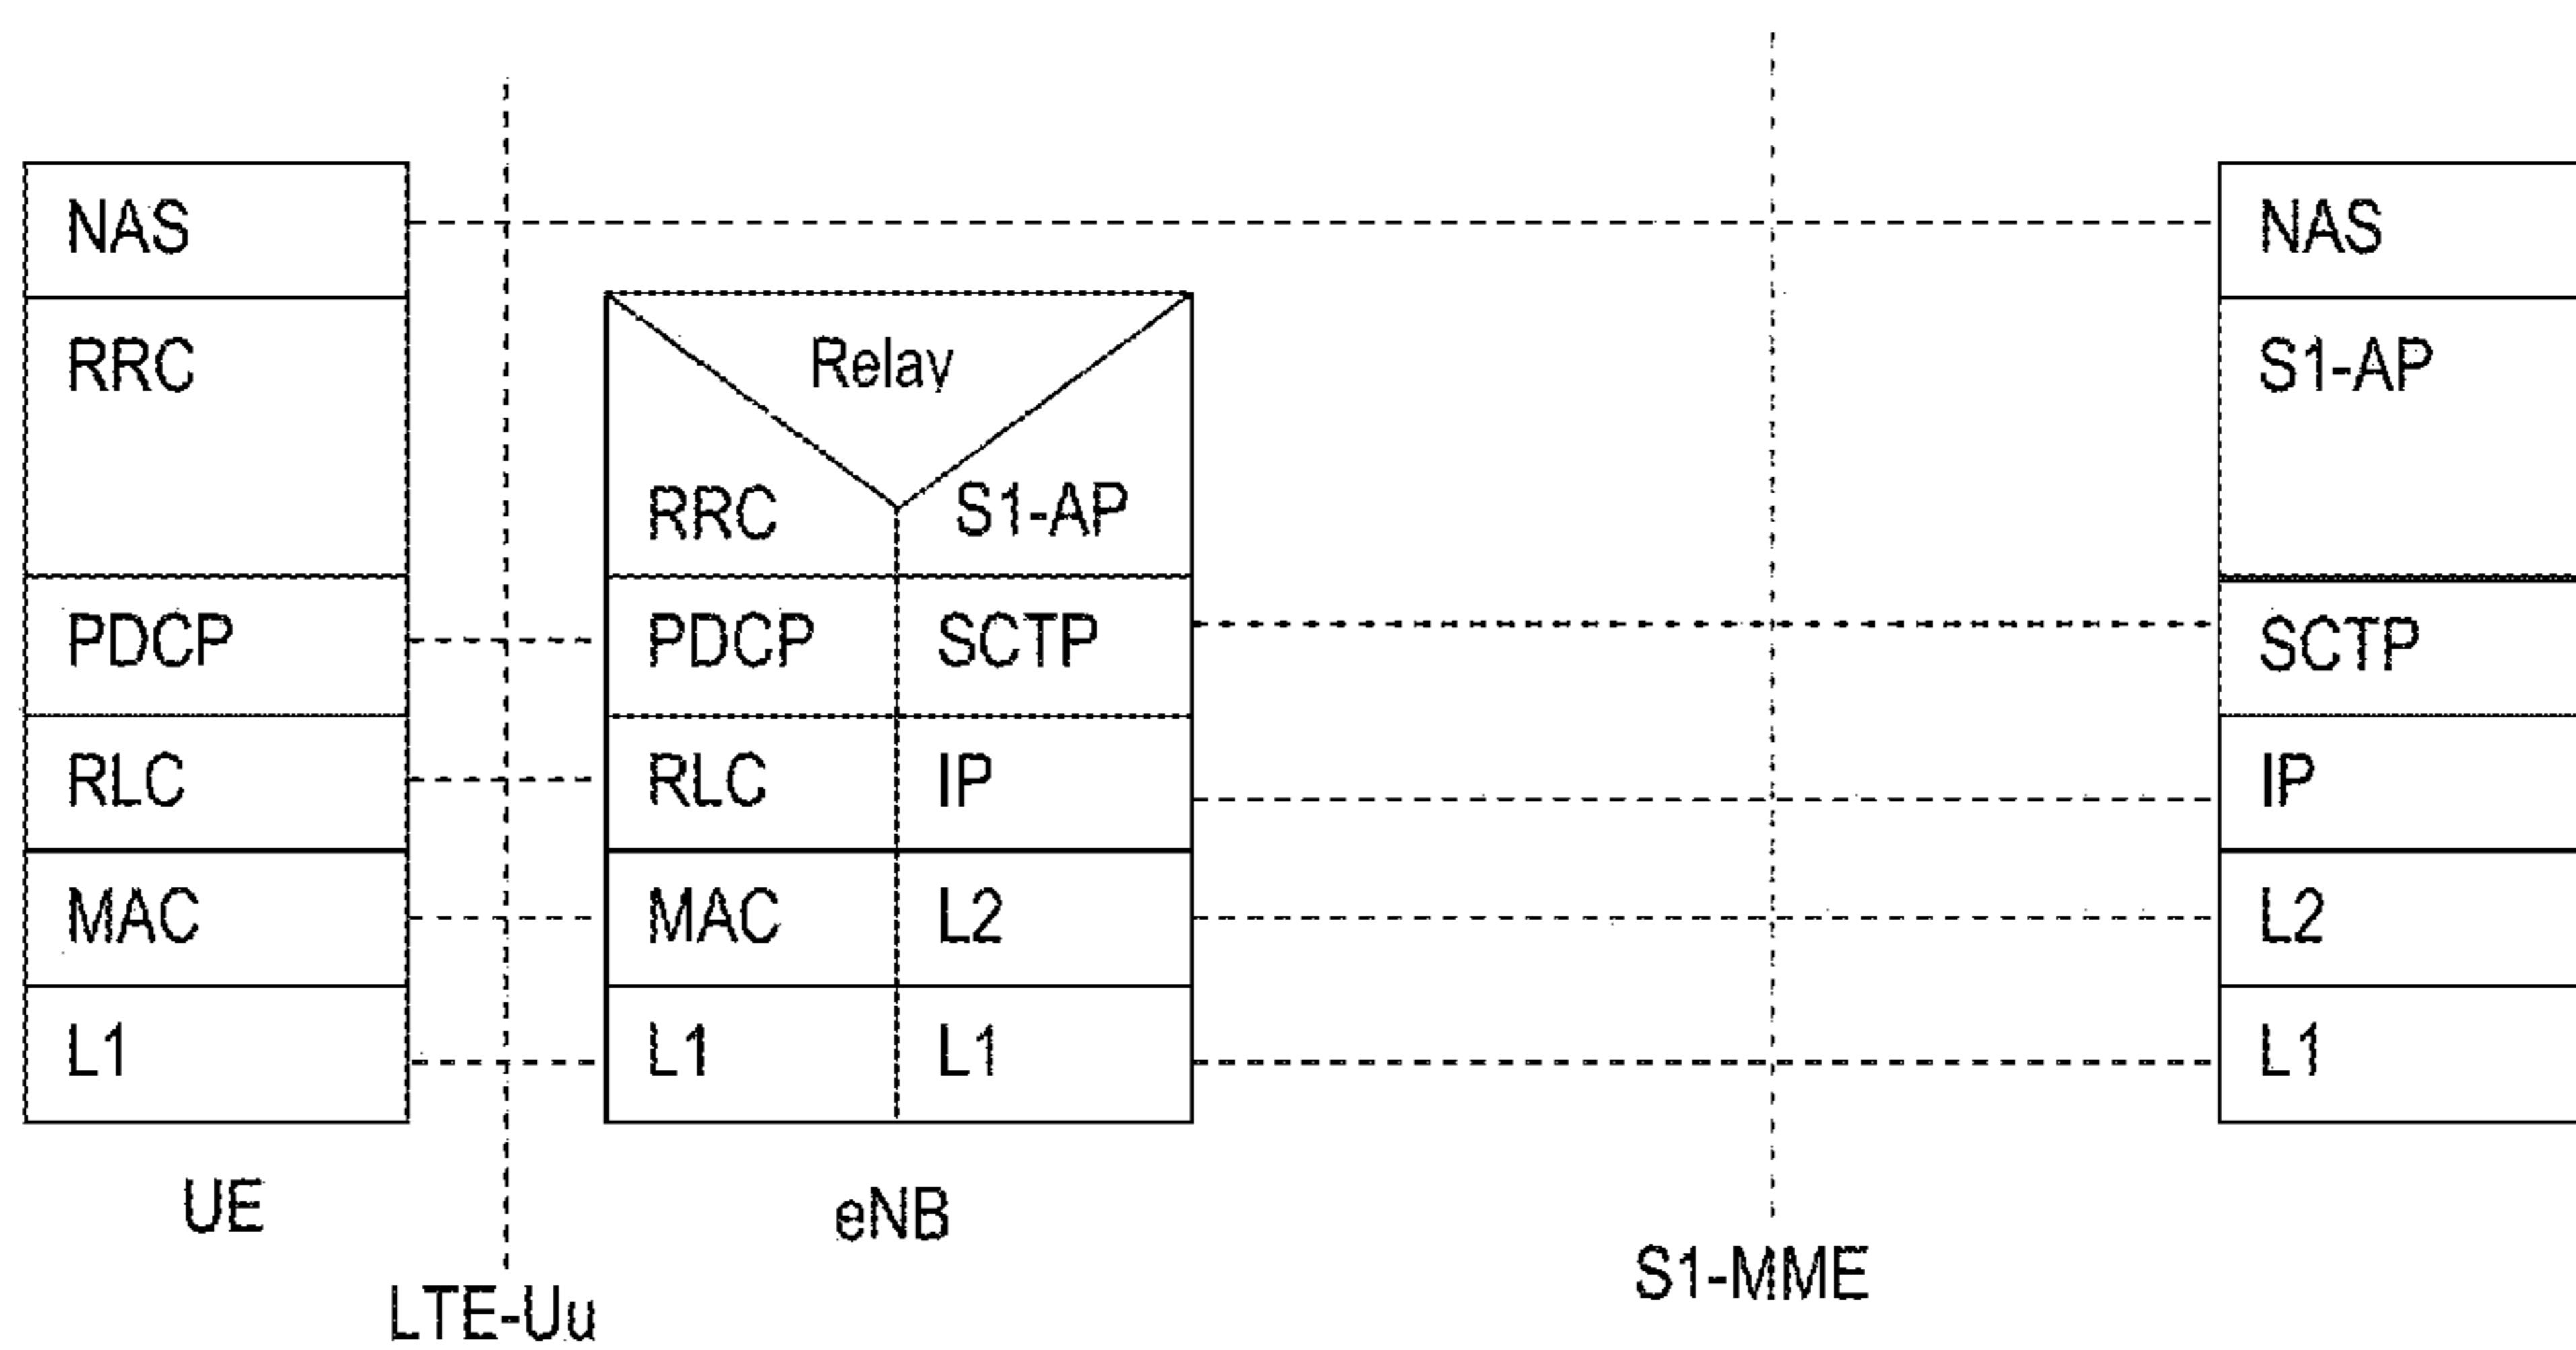 NAS
RRC
PDCP
RLC
MAC
L1
UE
LTE-Uu
Relay
RRC
S1-AP
PDCP
SCTP
RLC
IP
MAC
L2
L1
L1
eNB
S1-MME
NAS
S1-AP
SCTP
IP
L2
L1